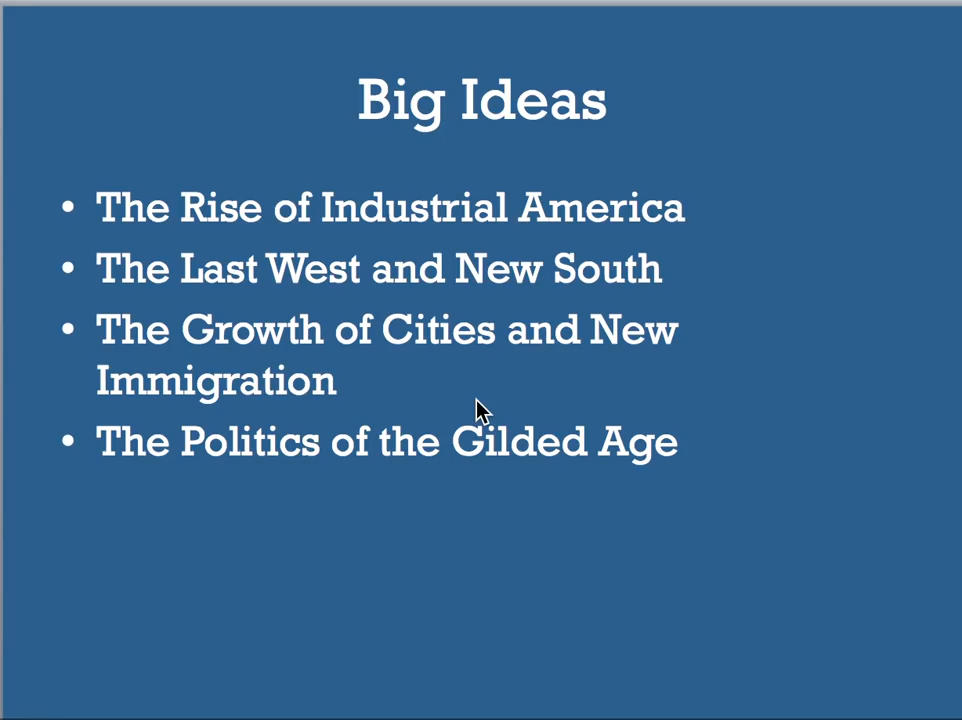 Big Ideas
• The Rise of Industrial America
• The Last West and New South
• The Growth of Cities and New
Immigration
• The Politics of the Gilded Age